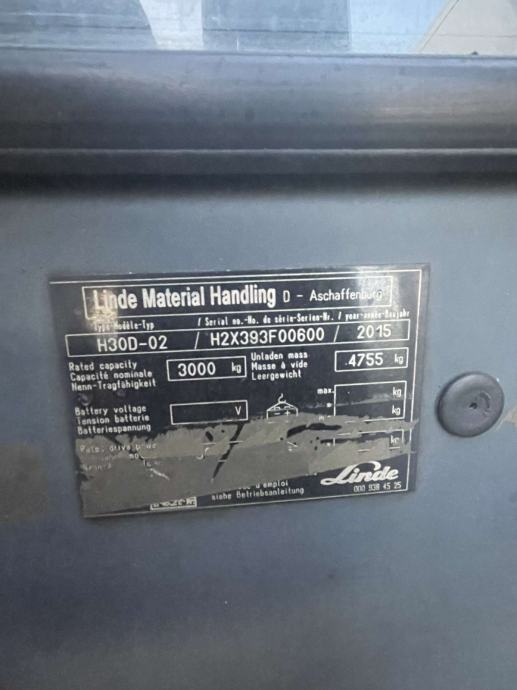 Linde Material Handling D - Aschaffenburg
Type-Modèle-Typ / Serial no.-No. de série-Serien-Nr. / year-année-Baujahr
H30D-02 / H2X393F00600 / 2015
Rated capacity
Capacité nominale
Nenn-Tragfähigkeit
3000 kg
Unladen mass
Masse à vide
Leergewicht
4755 kg
Battery voltage
Tension batterie
Batteriespannung
V
max.
kg
kg
kg
d'emploi
siehe Betriebsanleitung
Linde
000 938 45 25